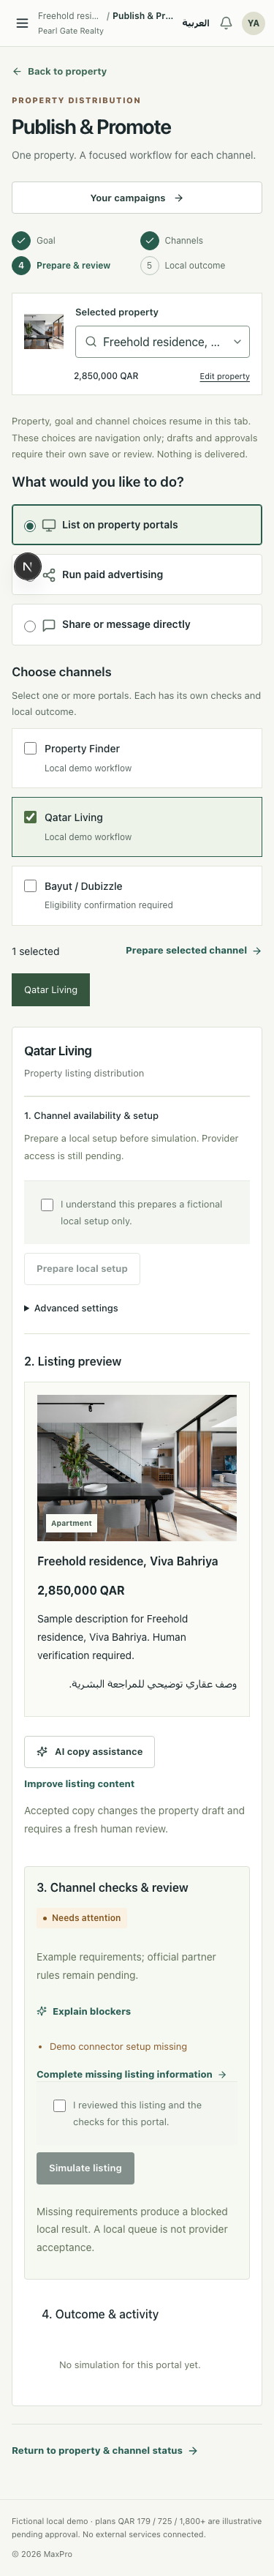 Freehold resi... / Publish & Pr...
Pearl Gate Realty
العربية
YA
← Back to property
PROPERTY DISTRIBUTION
Publish & Promote
One property. A focused workflow for each channel.
Your campaigns →
Goal
Channels
4 Prepare & review
5 Local outcome
Selected property
Freehold residence, ...
2,850,000 QAR
Edit property
Property, goal and channel choices resume in this tab.
These choices are navigation only; drafts and approvals
require their own save or review. Nothing is delivered.
What would you like to do?
List on property portals
N
Run paid advertising
Share or message directly
Choose channels
Select one or more portals. Each has its own checks and
local outcome.
Property Finder
Local demo workflow
Qatar Living
Local demo workflow
Bayut / Dubizzle
Eligibility confirmation required
1 selected
Prepare selected channel →
Qatar Living
Qatar Living
Property listing distribution
1. Channel availability & setup
Prepare a local setup before simulation. Provider
access is still pending.
I understand this prepares a fictional
local setup only.
Prepare local setup
Advanced settings
2. Listing preview
Apartment
Freehold residence, Viva Bahriya
2,850,000 QAR
Sample description for Freehold
residence, Viva Bahriya. Human
verification required.
وصف عقاري توضيحي للمراجعة البشرية.
AI copy assistance
Improve listing content
Accepted copy changes the property draft and
requires a fresh human review.
3. Channel checks & review
• Needs attention
Example requirements; official partner
rules remain pending.
Explain blockers
• Demo connector setup missing
Complete missing listing information →
I reviewed this listing and the
checks for this portal.
Simulate listing
Missing requirements produce a blocked
local result. A local queue is not provider
acceptance.
4. Outcome & activity
No simulation for this portal yet.
Return to property & channel status →
Fictional local demo · plans QAR 179 / 725 / 1,800+ are illustrative
pending approval. No external services connected.
© 2026 MaxPro